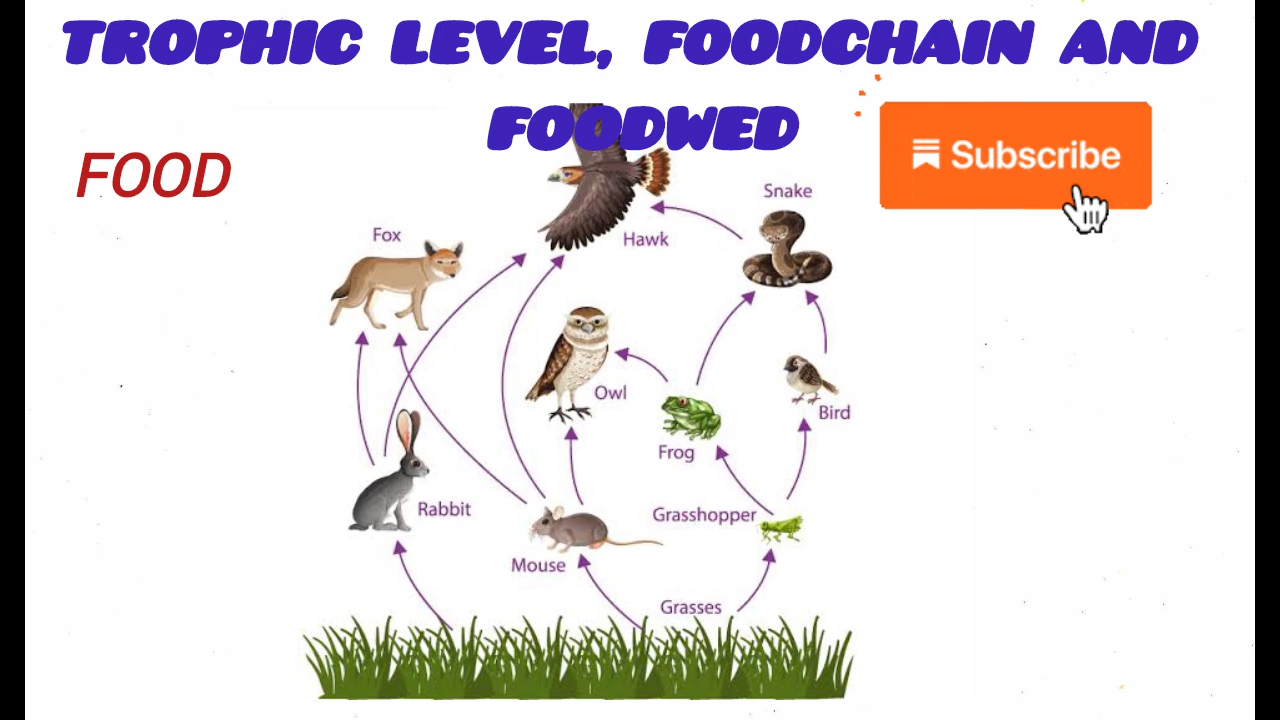 TROPHIC LEVEL, FOODCHAIN AND
FOODWED
FOOD
Subscribe
Snake
Fox
Hawk
Owl
Bird
Frog
Rabbit
Grasshopper
Mouse
Grasses